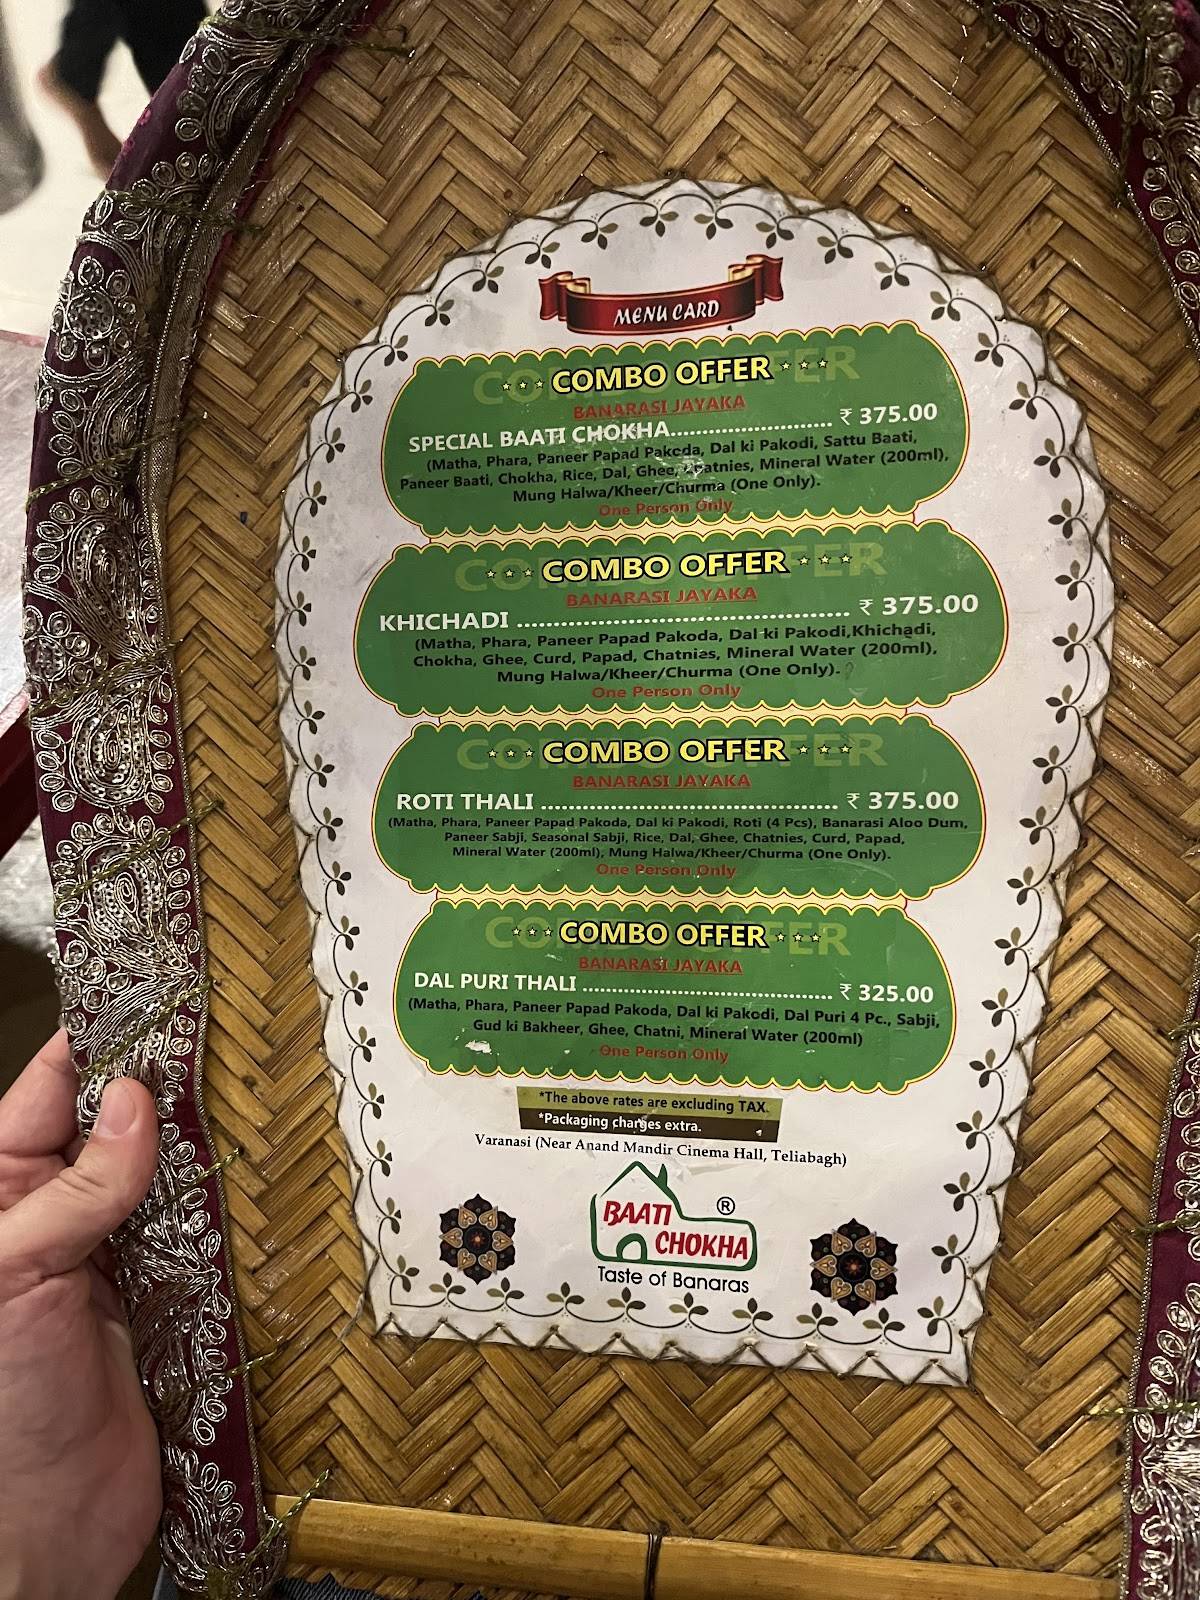 MENU CARD
COMBO OFFER
BANARASI JAYAKA
SPECIAL BAATI CHOKHA........................ ₹ 375.00
(Matha, Phara, Paneer Papad Pakoda, Dal ki Pakodi, Sattu Baati,
Paneer Baati, Chokha, Rice, Dal, Ghee, Chatnies, Mineral Water (200ml),
Mung Halwa/Kheer/Churma (One Only).
One Person Only
COMBO OFFER
BANARASI JAYAKA
KHICHADI ................................................ ₹ 375.00
(Matha, Phara, Paneer Papad Pakoda, Dal ki Pakodi,Khichadi,
Chokha, Ghee, Curd, Papad, Chatnias, Mineral Water (200ml),
Mung Halwa/Kheer/Churma (One Only).
One Person Only
COMBO OFFER
BANARASI JAYAKA
ROTI THALI ........................................... ₹ 375.00
(Matha, Phara, Paneer Papad Pakoda, Dal ki Pakodi, Roti (4 Pcs), Banarasi Aloo Dum,
Paneer Sabji, Seasonal Sabji, Rice, Dal, Ghee, Chatnies, Curd, Papad,
Mineral Water (200ml), Mung Halwa/Kheer/Churma (One Only).
One Person Only
COMBO OFFER
BANARASI JAYAKA
DAL PURI THALI ..................................... ₹ 325.00
(Matha, Phara, Paneer Papad Pakoda, Dal ki Pakodi, Dal Puri 4 Pc., Sabji,
Gud ki Bakheer, Ghee, Chatni, Mineral Water (200ml)
One Person Only
*The above rates are excluding TAX.
*Packaging charges extra.
Varanasi (Near Anand Mandir Cinema Hall, Teliabagh)
BAATI ®
CHOKHA
Taste of Banaras